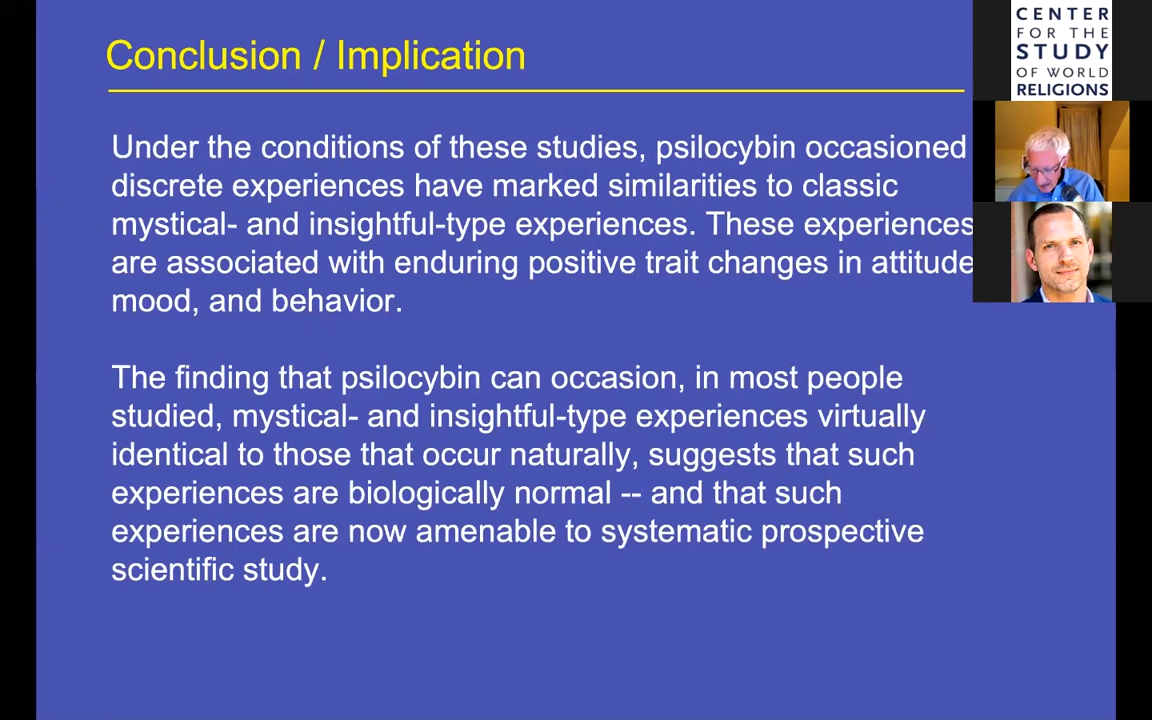 Conclusion / Implication
Under the conditions of these studies, psilocybin occasioned
discrete experiences have marked similarities to classic
mystical- and insightful-type experiences. These experiences
are associated with enduring positive trait changes in attitude
mood, and behavior.
The finding that psilocybin can occasion, in most people
studied, mystical- and insightful-type experiences virtually
identical to those that occur naturally, suggests that such
experiences are biologically normal -- and that such
experiences are now amenable to systematic prospective
scientific study.
CENTER
FOR THE
STUDY
OF WORLD
RELIGIONS